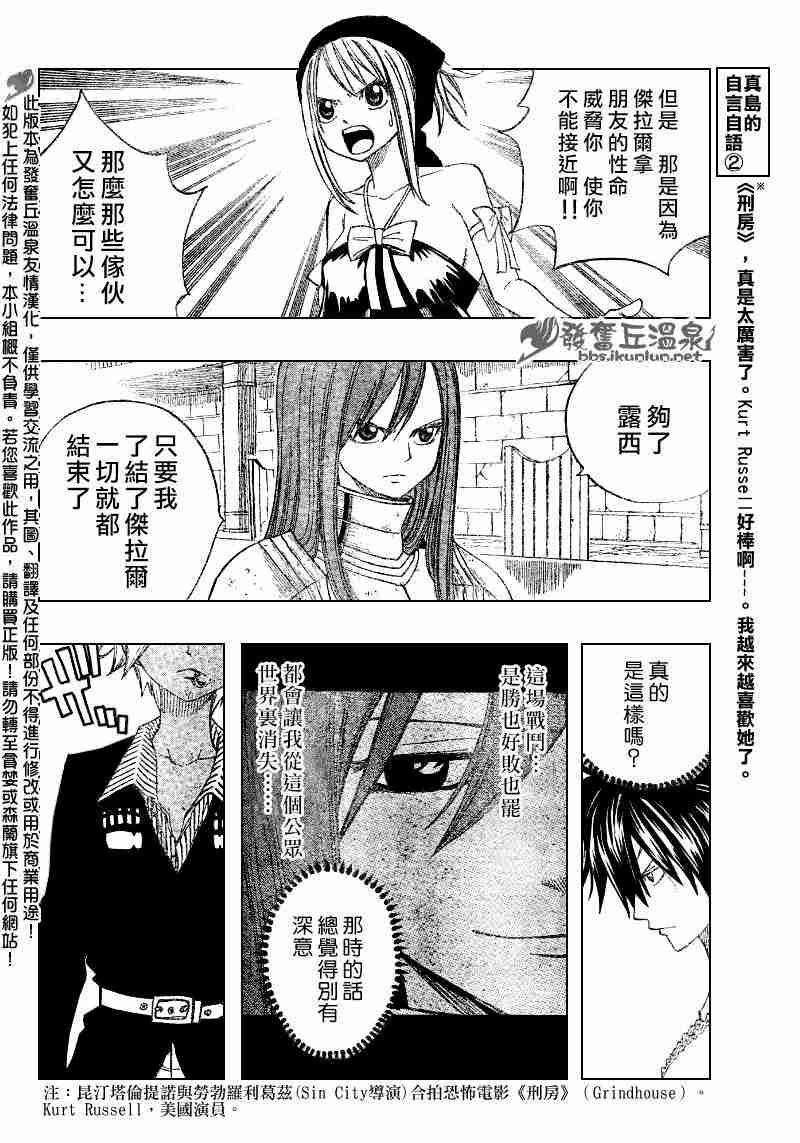 真島的
自言自語②
※
《刑房》，真是太厲害了。Kurt Russell好棒啊~~。我越來越喜歡她了。
但是 那是因為
傑拉爾拿
朋友的性命
威脅你 使你
不能接近啊!!
那麼那些傢伙
又怎麼可以…
發奮丘溫泉
bbs.ikuplup.net
夠了
露西
只要我
了結了傑拉爾
一切就都
結束了
真的
是這樣嗎?
這場戰鬥…
是勝也好敗也罷
都會讓我從這個公眾
世界裏消失……
那時的話
總覺得別有
深意
此版本為發奮丘溫泉友情漢化，僅供學習交流之用，其圖、翻譯及任何部份不得進行修改或用於商業用途！
如犯上任何法律問題，本小組概不負責。若您喜歡此作品，請購買正版！請勿轉至貪婪或森蘭旗下任何網站！
注：昆汀塔倫提諾與勞勃羅利葛茲(Sin City導演)合拍恐怖電影《刑房》（Grindhouse）。
Kurt Russell，美國演員。